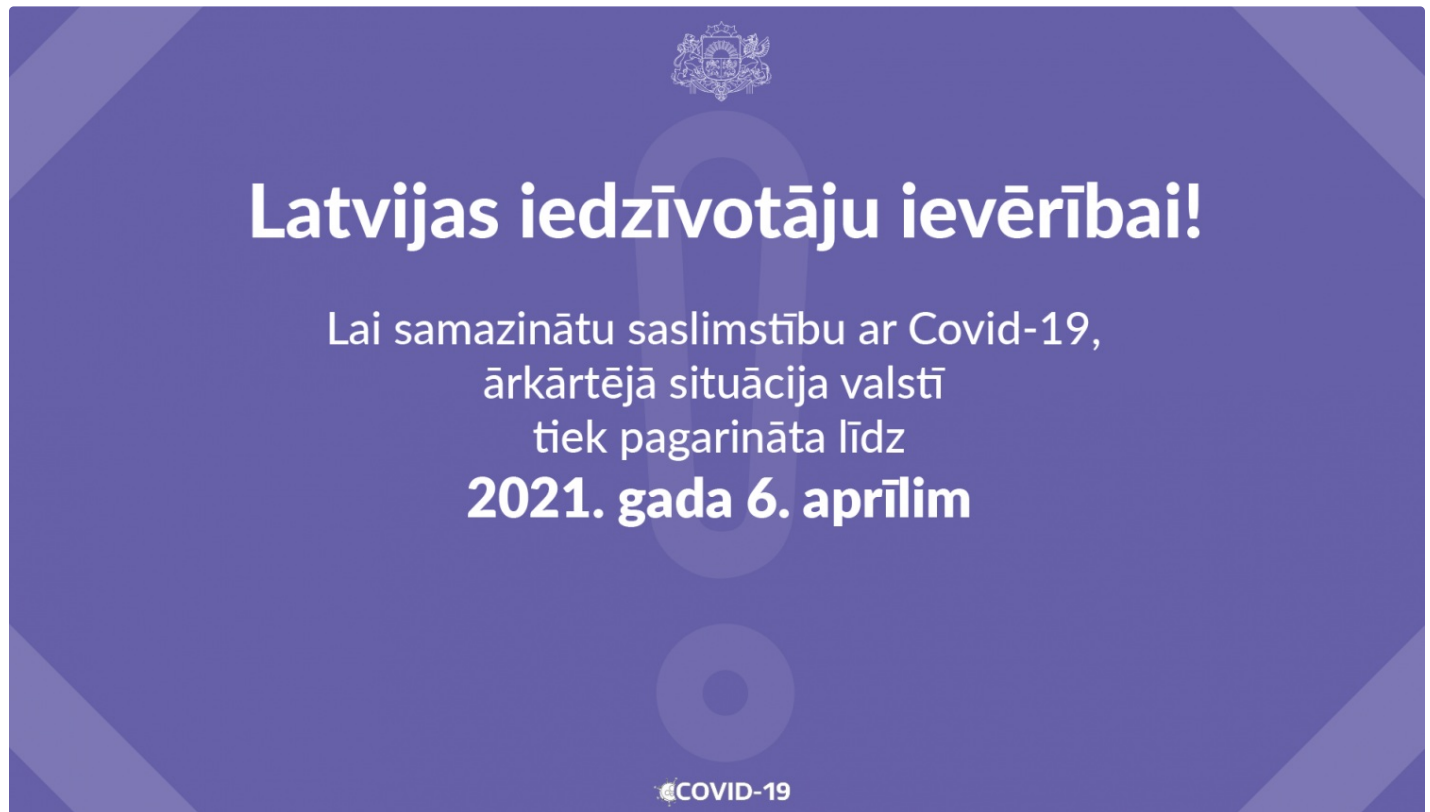 Latvijas iedzīvotāju ievērībai!
Lai samazinātu saslimstību ar Covid-19,
ārkārtējā situācija valstī
tiek pagarināta līdz
2021. gada 6. aprīlim
COVID-19